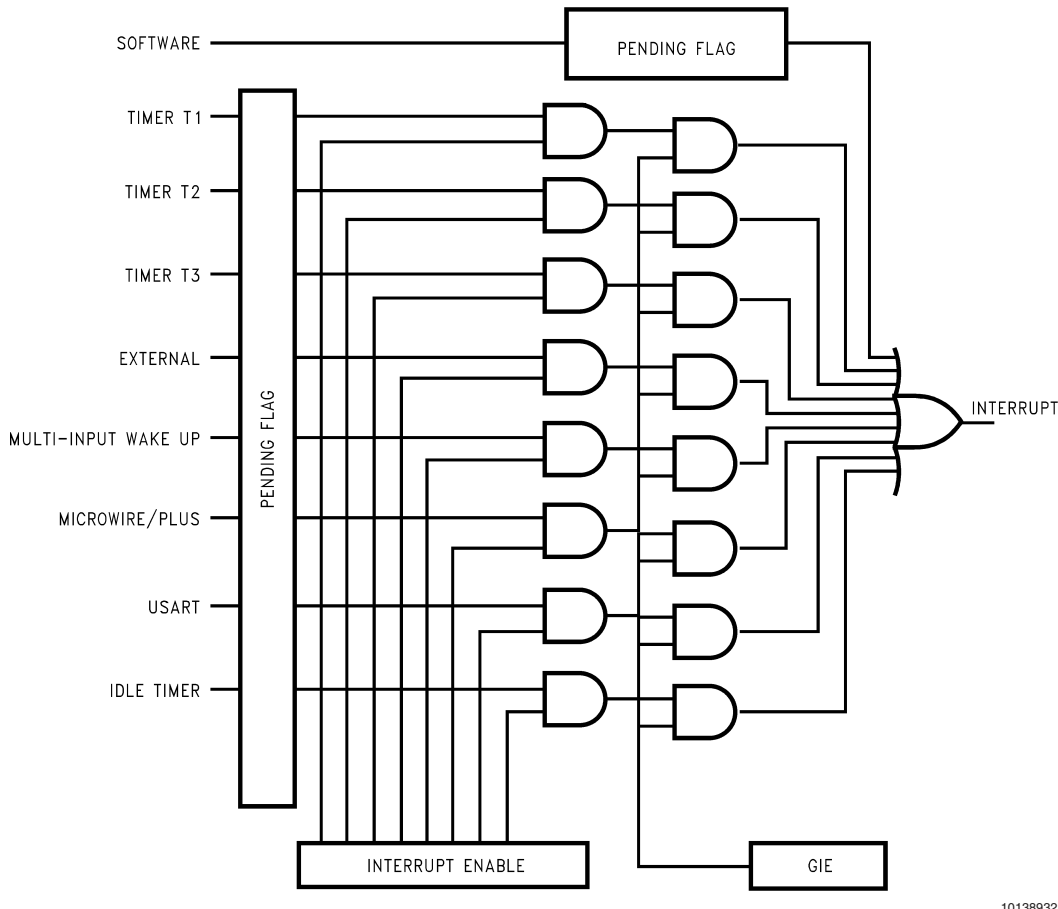 SOFTWARE
PENDING FLAG
TIMER T1
TIMER T2
TIMER T3
EXTERNAL
MULTI-INPUT WAKE UP
MICROWIRE/PLUS
USART
IDLE TIMER
PENDING FLAG
INTERRUPT
INTERRUPT ENABLE
GIE
10138932